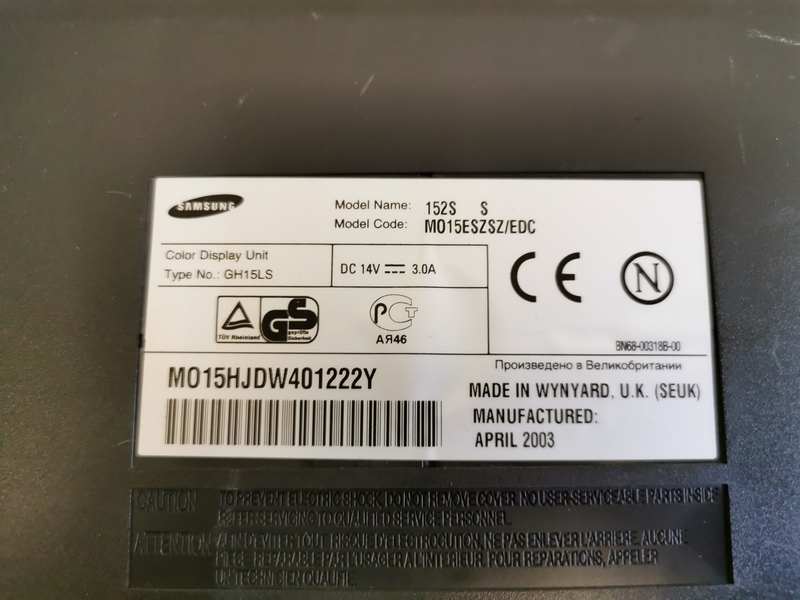 SAMSUNG
Model Name: 152S S
Model Code: MO15ESZSZ/EDC
Color Display Unit
Type No.: GH15LS
DC 14V 3.0A
CE
N
TÜV Rheinland
GS
geprüfte
Sicherheit
РСТ
АЯ46
BN68-00318B-00
Произведено в Великобритании
MO15HJDW401222Y
MADE IN WYNYARD, U.K. (SEUK)
MANUFACTURED:
APRIL 2003
CAUTION TO PREVENT ELECTRIC SHOCK, DO NOT REMOVE COVER. NO USER-SERVICEABLE PARTS INSIDE.
REFER SERVICING TO QUALIFIED SERVICE PERSONNEL.
ATTENTION AFIN D'EVITER TOUT RISQUE D'ELECTROCUTION, NE PAS ENLEVER L'ARRIERE. AUCUNE
PIECE REPARABLE PAR L'USAGER A L'INTERIEUR. POUR REPARATIONS, APPELER
UN TECHNICIEN QUALIFIE.